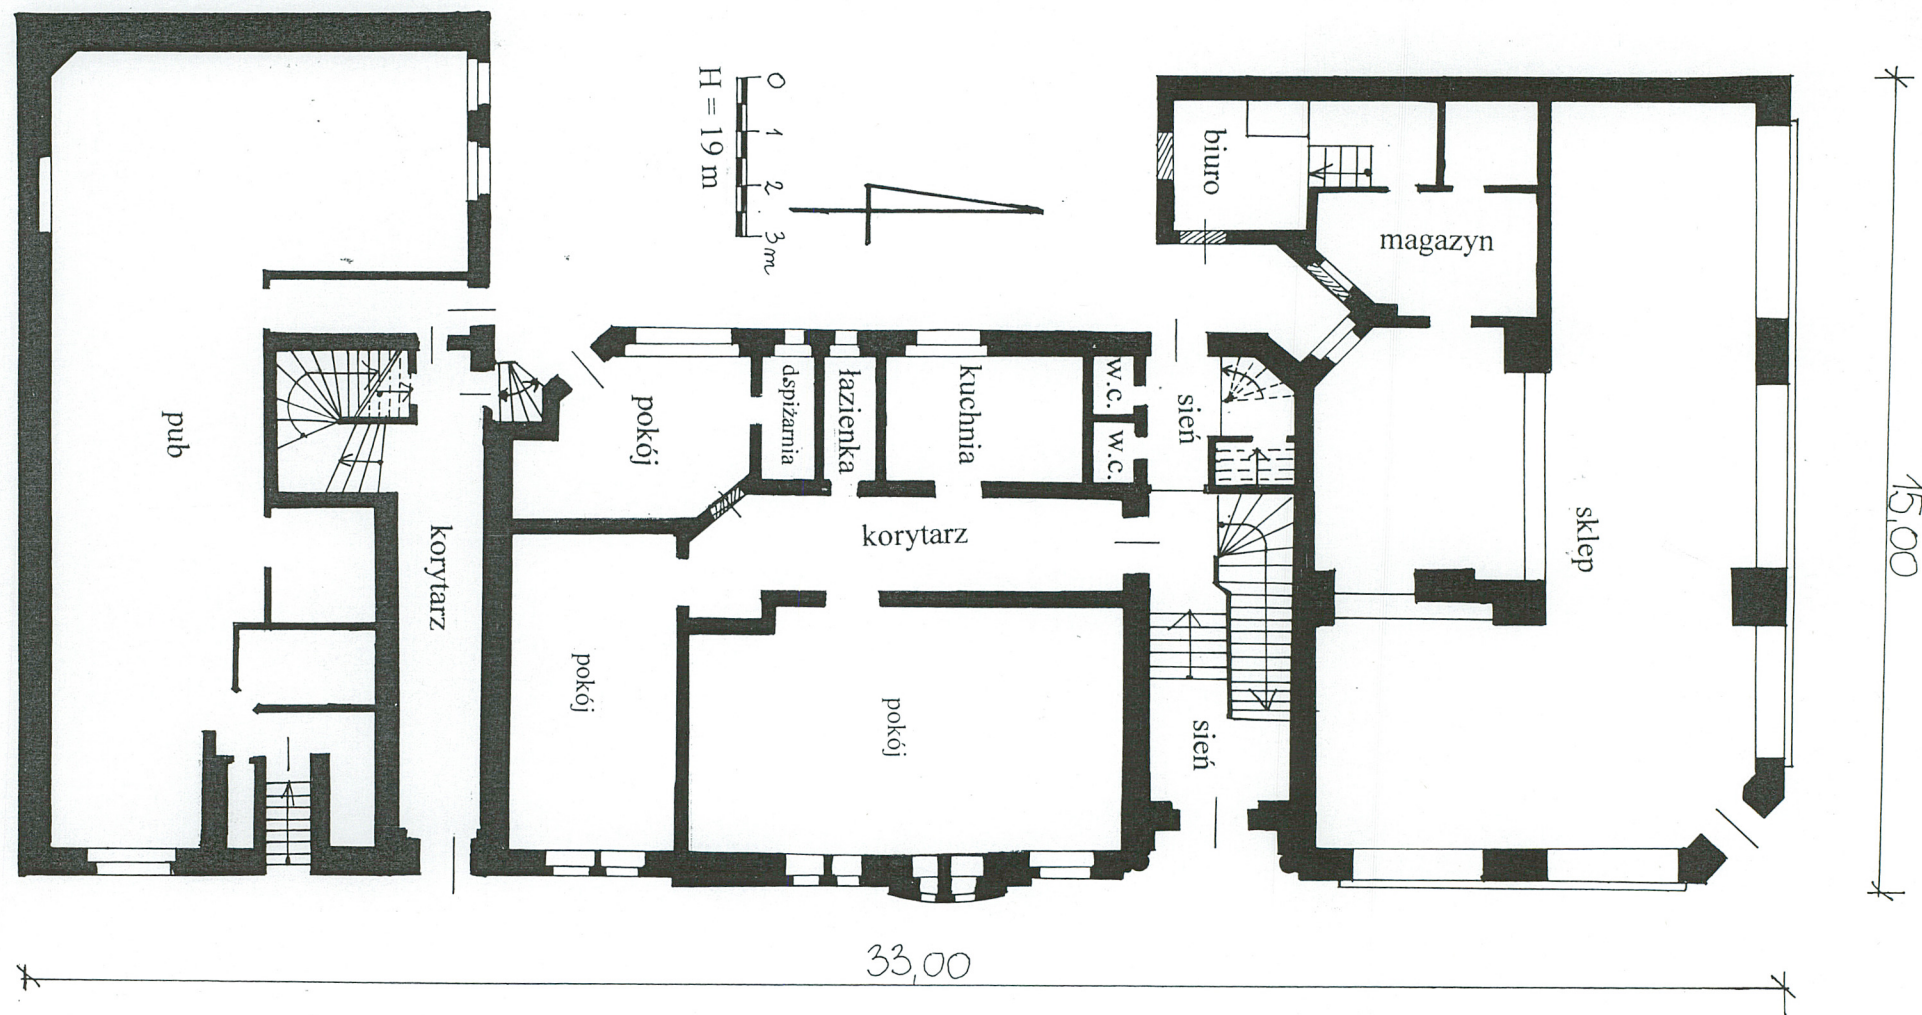 0
1
2
3m
H = 19 m
biuro
magazyn
pub
pokój
dspiżarnia
łazienka
kuchnia
w.c.
w.c.
sień
sklep
15,00
korytarz
korytarz
pokój
pokój
sień
33,00